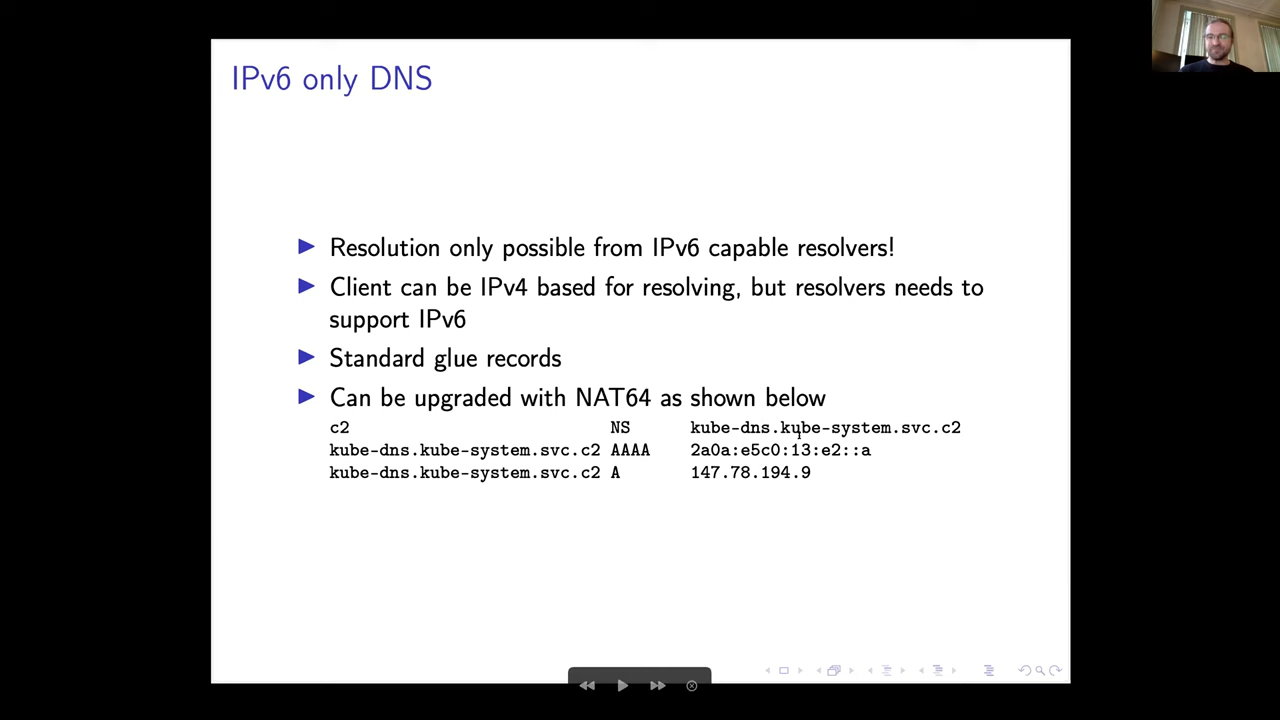 IPv6 only DNS
Resolution only possible from IPv6 capable resolvers!
Client can be IPv4 based for resolving, but resolvers needs to
support IPv6
Standard glue records
Can be upgraded with NAT64 as shown below
c2 NS kube-dns.kube-system.svc.c2
kube-dns.kube-system.svc.c2 AAAA 2a0a:e5c0:13:e2::a
kube-dns.kube-system.svc.c2 A 147.78.194.9